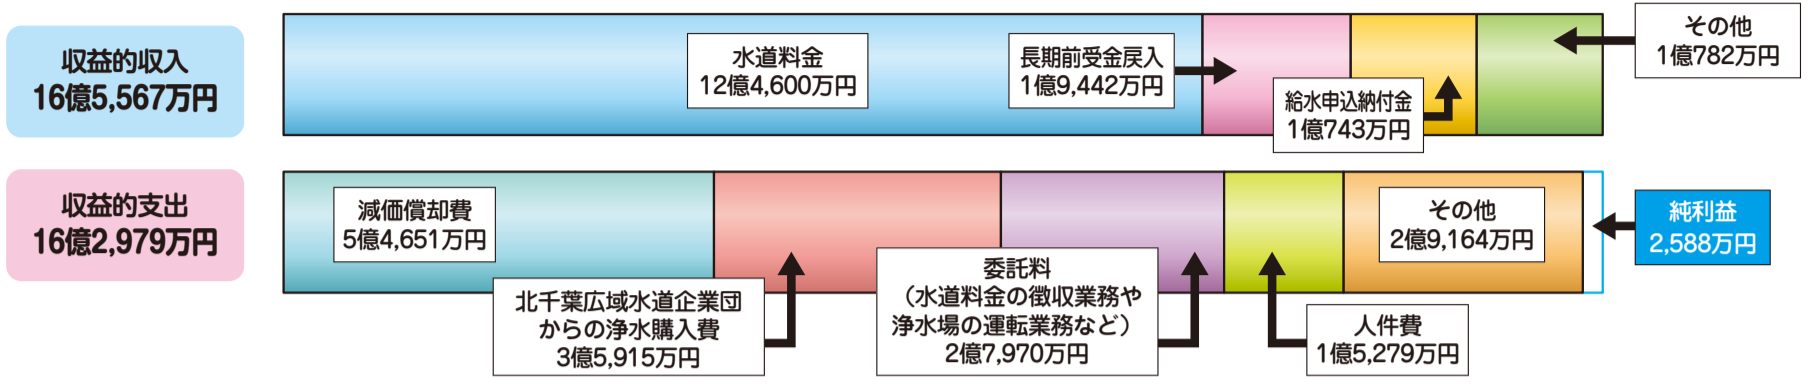 収益的収入
16億5,567万円
水道料金
12億4,600万円
長期前受金戻入
1億9,442万円
給水申込納付金
1億743万円
その他
1億782万円
収益的支出
16億2,979万円
減価償却費
5億4,651万円
北千葉広域水道企業団
からの浄水購入費
3億5,915万円
委託料
（水道料金の徴収業務や
浄水場の運転業務など）
2億7,970万円
人件費
1億5,279万円
その他
2億9,164万円
純利益
2,588万円